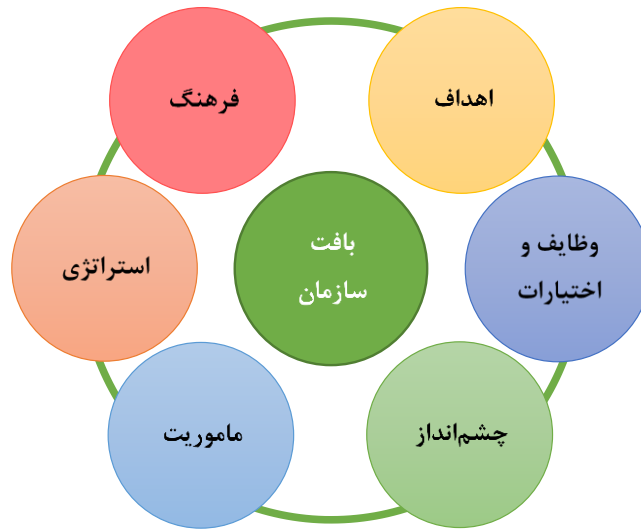 فرهنگ
اهداف
استراتژی
بافت
سازمان
وظایف و
اختیارات
ماموریت
چشم‌انداز